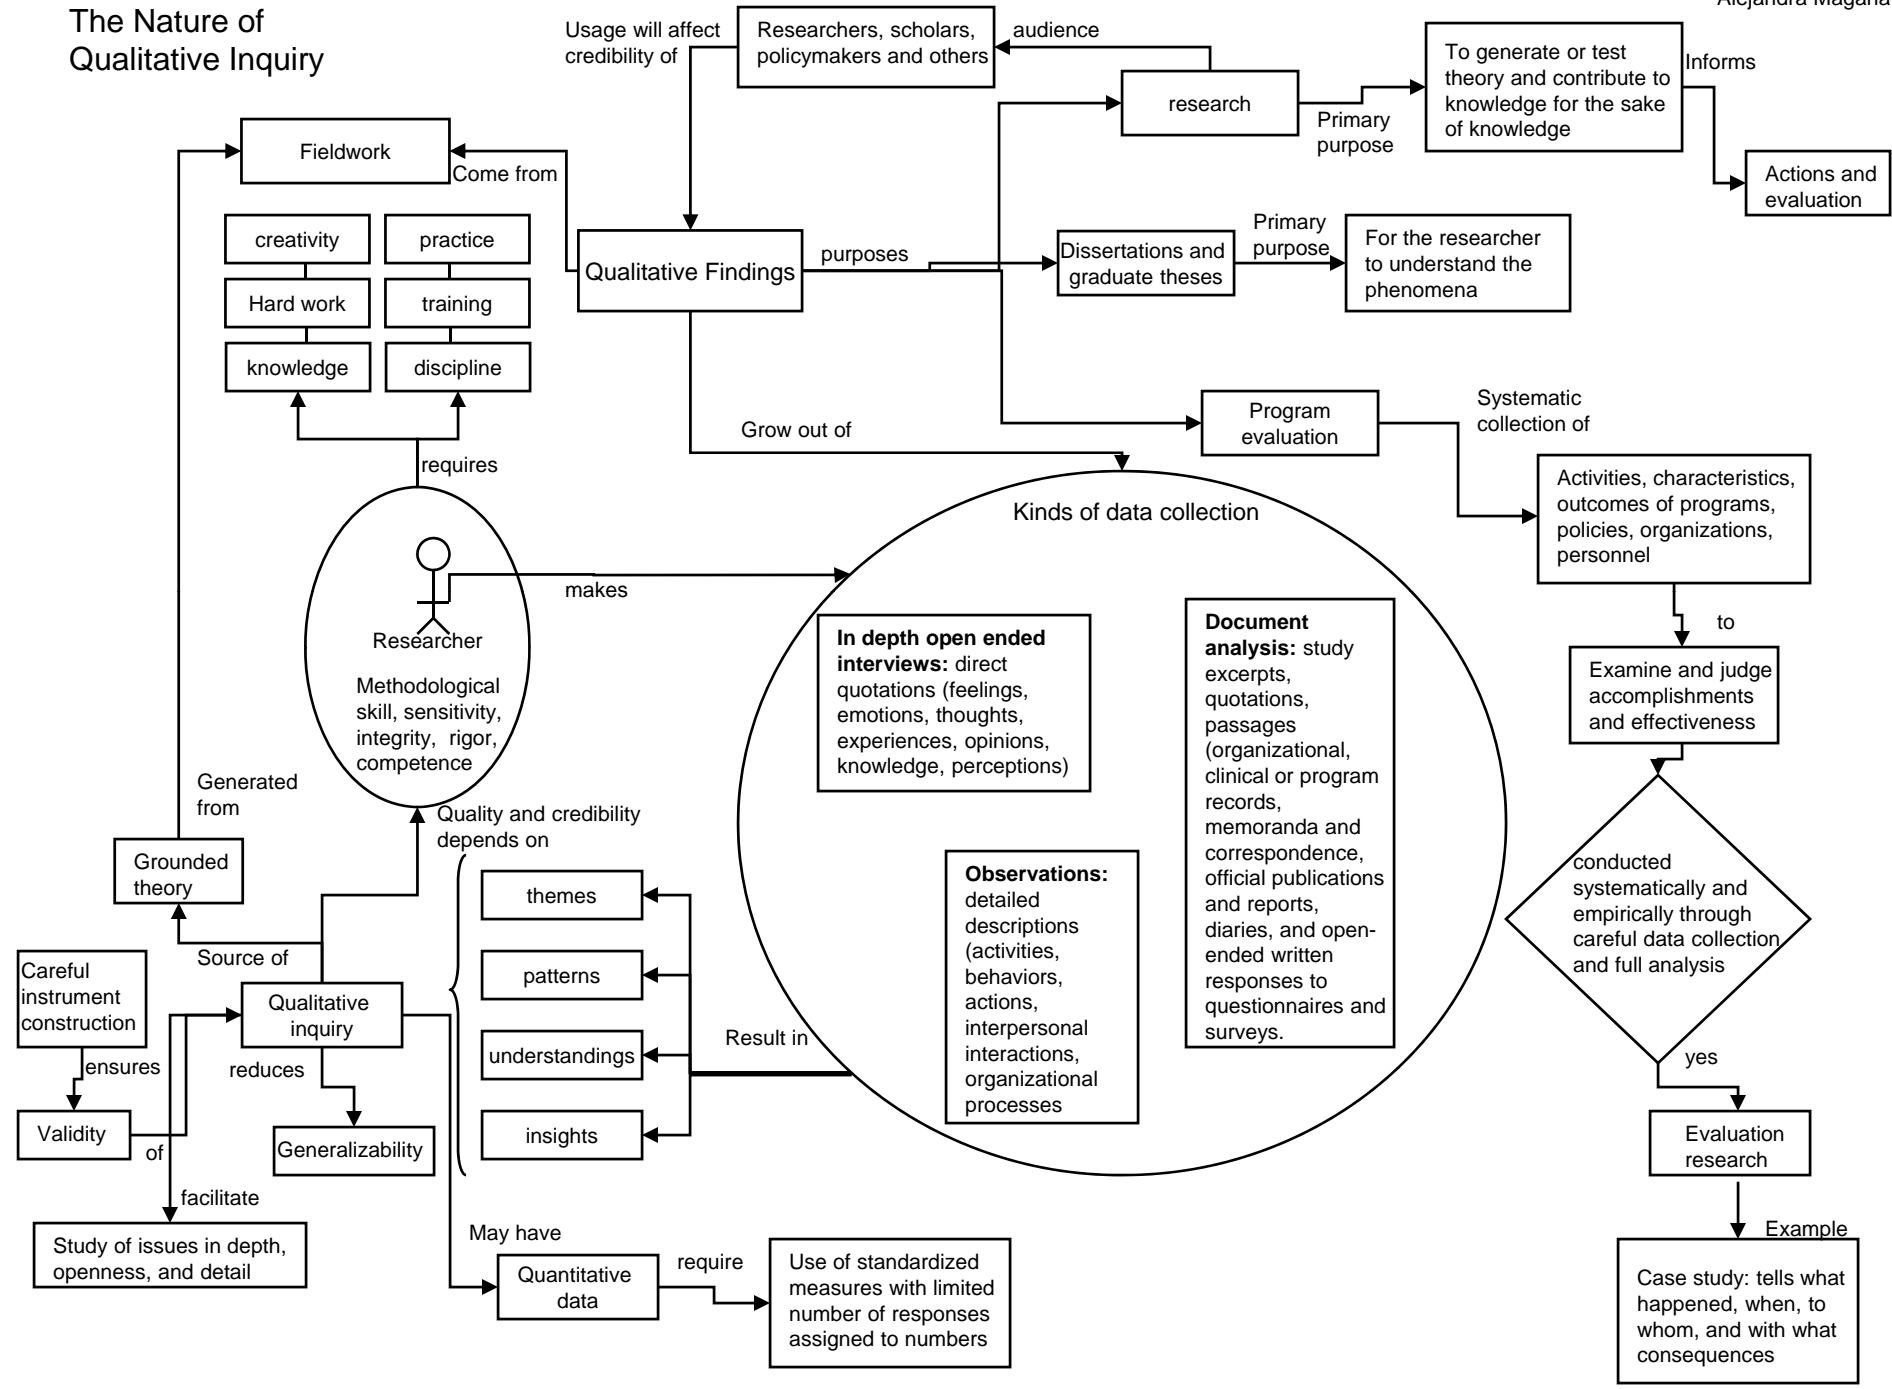 The Nature of
Qualitative Inquiry
Alejandra Magana
Usage will affect
credibility of
Researchers, scholars,
policymakers and others
audience
research
Primary
purpose
To generate or test
theory and contribute to
knowledge for the sake
of knowledge
Informs
Actions and
evaluation
Fieldwork
Come from
creativity
practice
Hard work
training
knowledge
discipline
requires
Qualitative Findings
purposes
Dissertations and
graduate theses
Primary
purpose
For the researcher
to understand the
phenomena
Grow out of
Program
evaluation
Systematic
collection of
Activities, characteristics,
outcomes of programs,
policies, organizations,
personnel
to
Examine and judge
accomplishments
and effectiveness
conducted
systematically and
empirically through
careful data collection
and full analysis
yes
Evaluation
research
Example
Case study: tells what
happened, when, to
whom, and with what
consequences
Kinds of data collection
In depth open ended
interviews: direct
quotations (feelings,
emotions, thoughts,
experiences, opinions,
knowledge, perceptions)
Document
analysis: study
excerpts,
quotations,
passages
(organizational,
clinical or program
records,
memoranda and
correspondence,
official publications
and reports,
diaries, and open-
ended written
responses to
questionnaires and
surveys.
Observations:
detailed
descriptions
(activities,
behaviors,
actions,
interpersonal
interactions,
organizational
processes
makes
Researcher
Methodological
skill, sensitivity,
integrity, rigor,
competence
Quality and credibility
depends on
Generated
from
Grounded
theory
Source of
themes
patterns
understandings
insights
Result in
Careful
instrument
construction
ensures
Validity
of
Qualitative
inquiry
reduces
Generalizability
facilitate
Study of issues in depth,
openness, and detail
May have
Quantitative
data
require
Use of standardized
measures with limited
number of responses
assigned to numbers